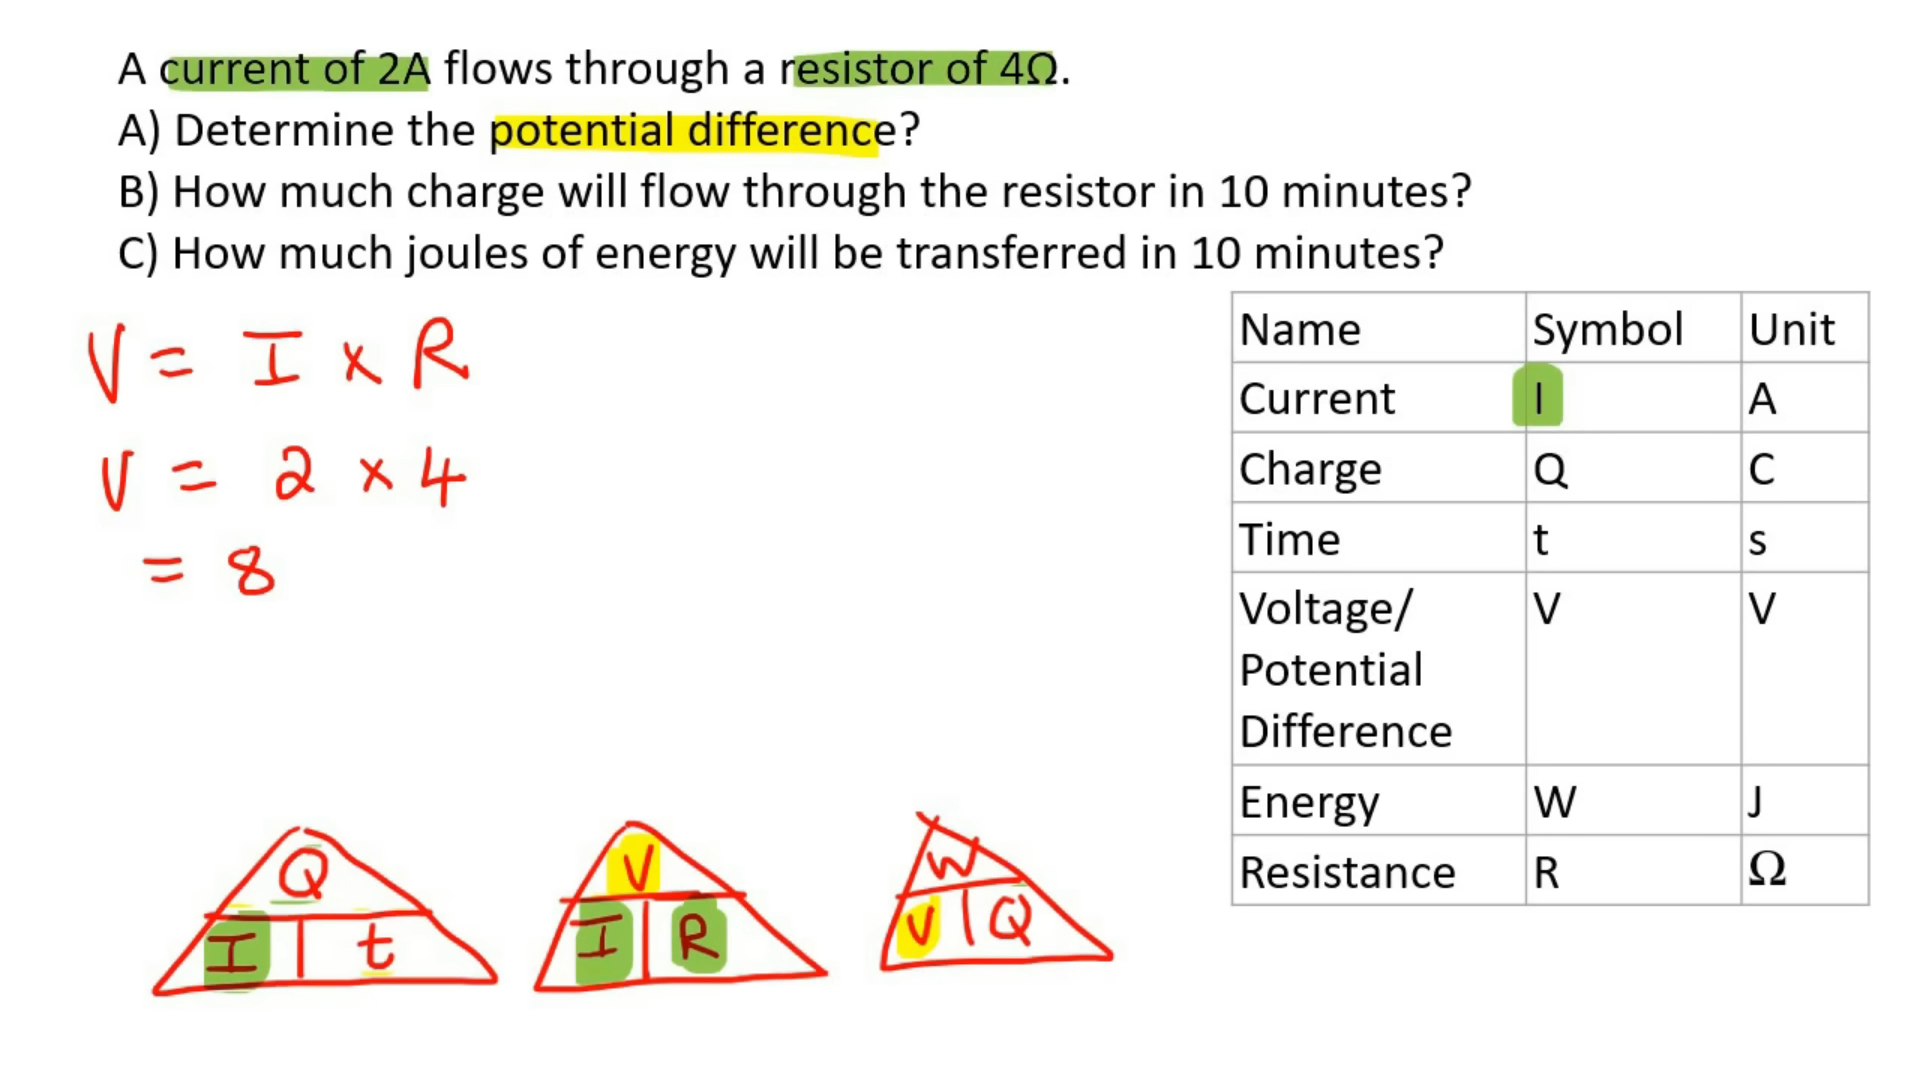 A current of 2A flows through a resistor of 4Ω.
A) Determine the potential difference?
B) How much charge will flow through the resistor in 10 minutes?
C) How much joules of energy will be transferred in 10 minutes?
V = I x R
V = 2 x 4
= 8
Name Symbol Unit
Current I A
Charge Q C
Time t s
Voltage/ V V
Potential
Difference
Energy W J
Resistance R Ω
Q
I t
V
I R
W
V Q